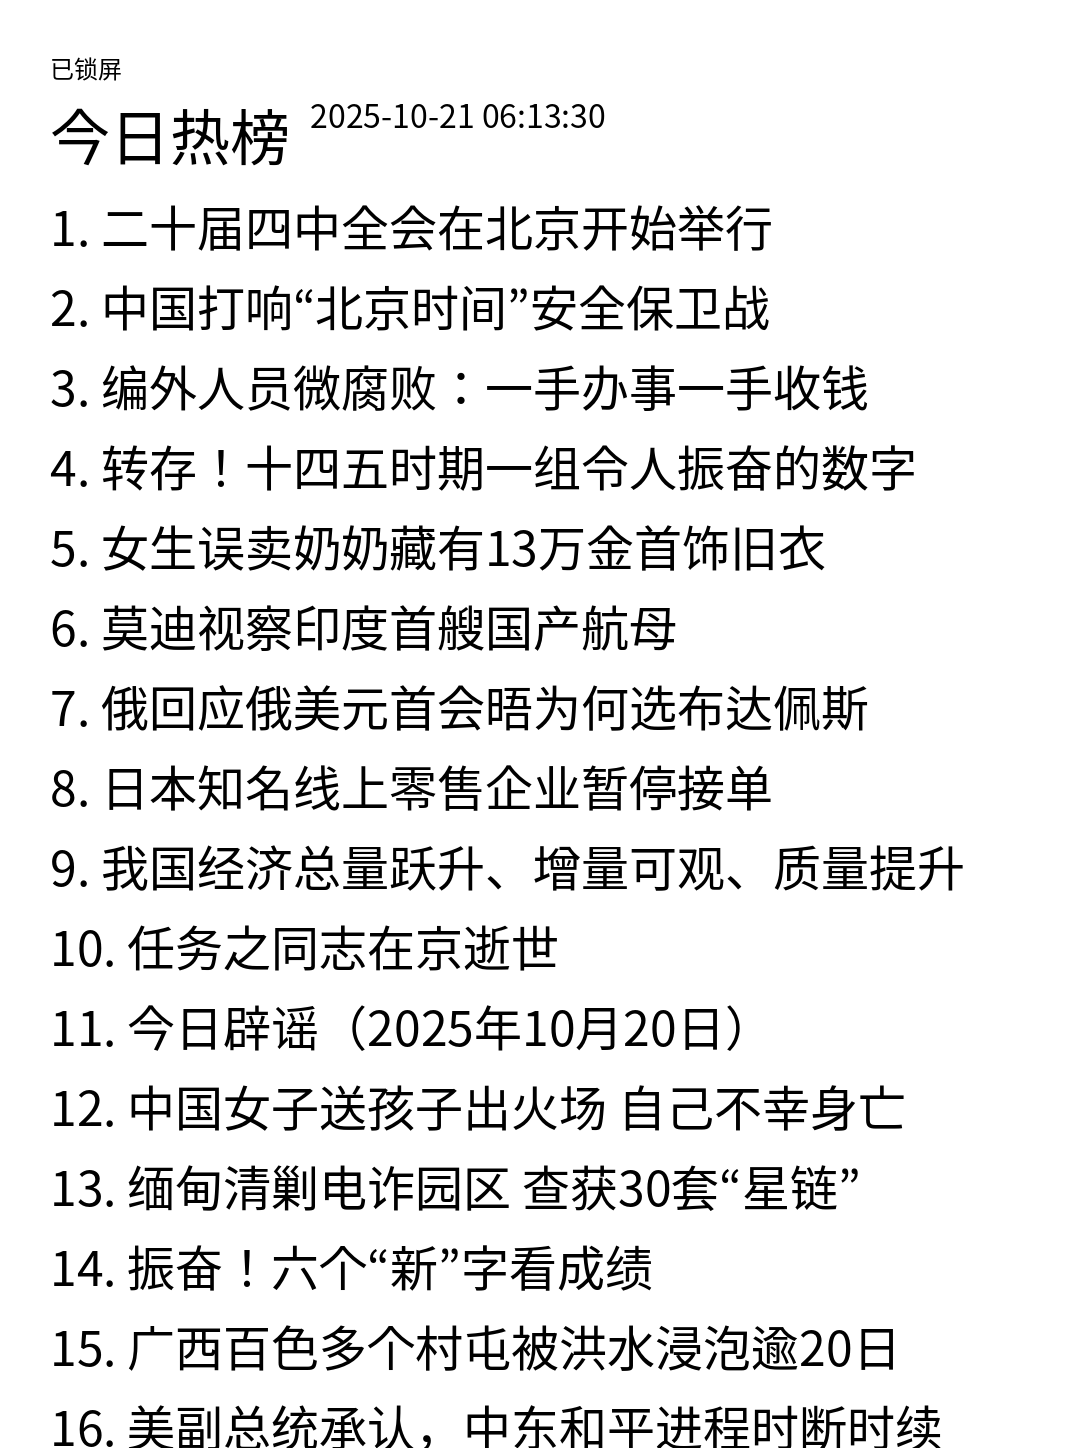 已锁屏
今日热榜 2025-10-21 06:13:30
1. 二十届四中全会在北京开始举行
2. 中国打响“北京时间”安全保卫战
3. 编外人员微腐败：一手办事一手收钱
4. 转存！十四五时期一组令人振奋的数字
5. 女生误卖奶奶藏有13万金首饰旧衣
6. 莫迪视察印度首艘国产航母
7. 俄回应俄美元首会晤为何选布达佩斯
8. 日本知名线上零售企业暂停接单
9. 我国经济总量跃升、增量可观、质量提升
10. 任务之同志在京逝世
11. 今日辟谣（2025年10月20日）
12. 中国女子送孩子出火场 自己不幸身亡
13. 缅甸清剿电诈园区 查获30套“星链”
14. 振奋！六个“新”字看成绩
15. 广西百色多个村屯被洪水浸泡逾20日
16. 美副总统承认，中东和平进程时断时续